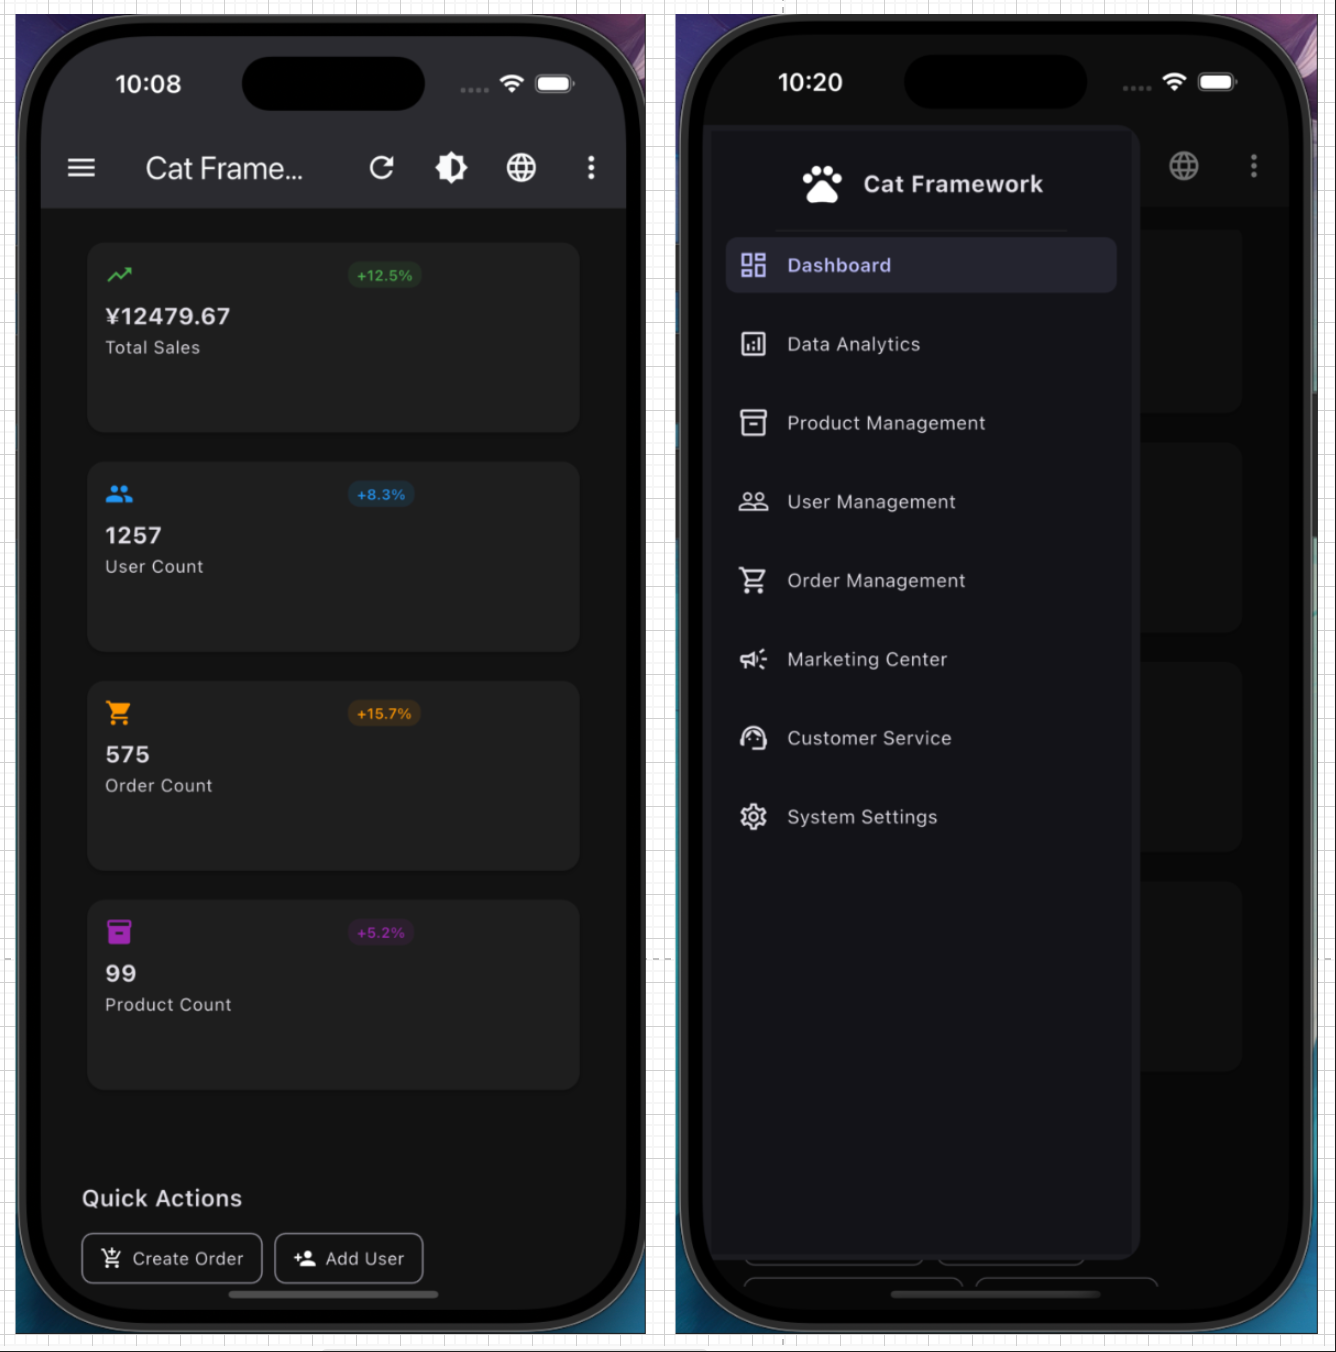 10:08
Cat Frame...
+12.5%
¥12479.67
Total Sales
+8.3%
1257
User Count
+15.7%
575
Order Count
+5.2%
99
Product Count
Quick Actions
Create Order
Add User
10:20
Cat Framework
Dashboard
Data Analytics
Product Management
User Management
Order Management
Marketing Center
Customer Service
System Settings